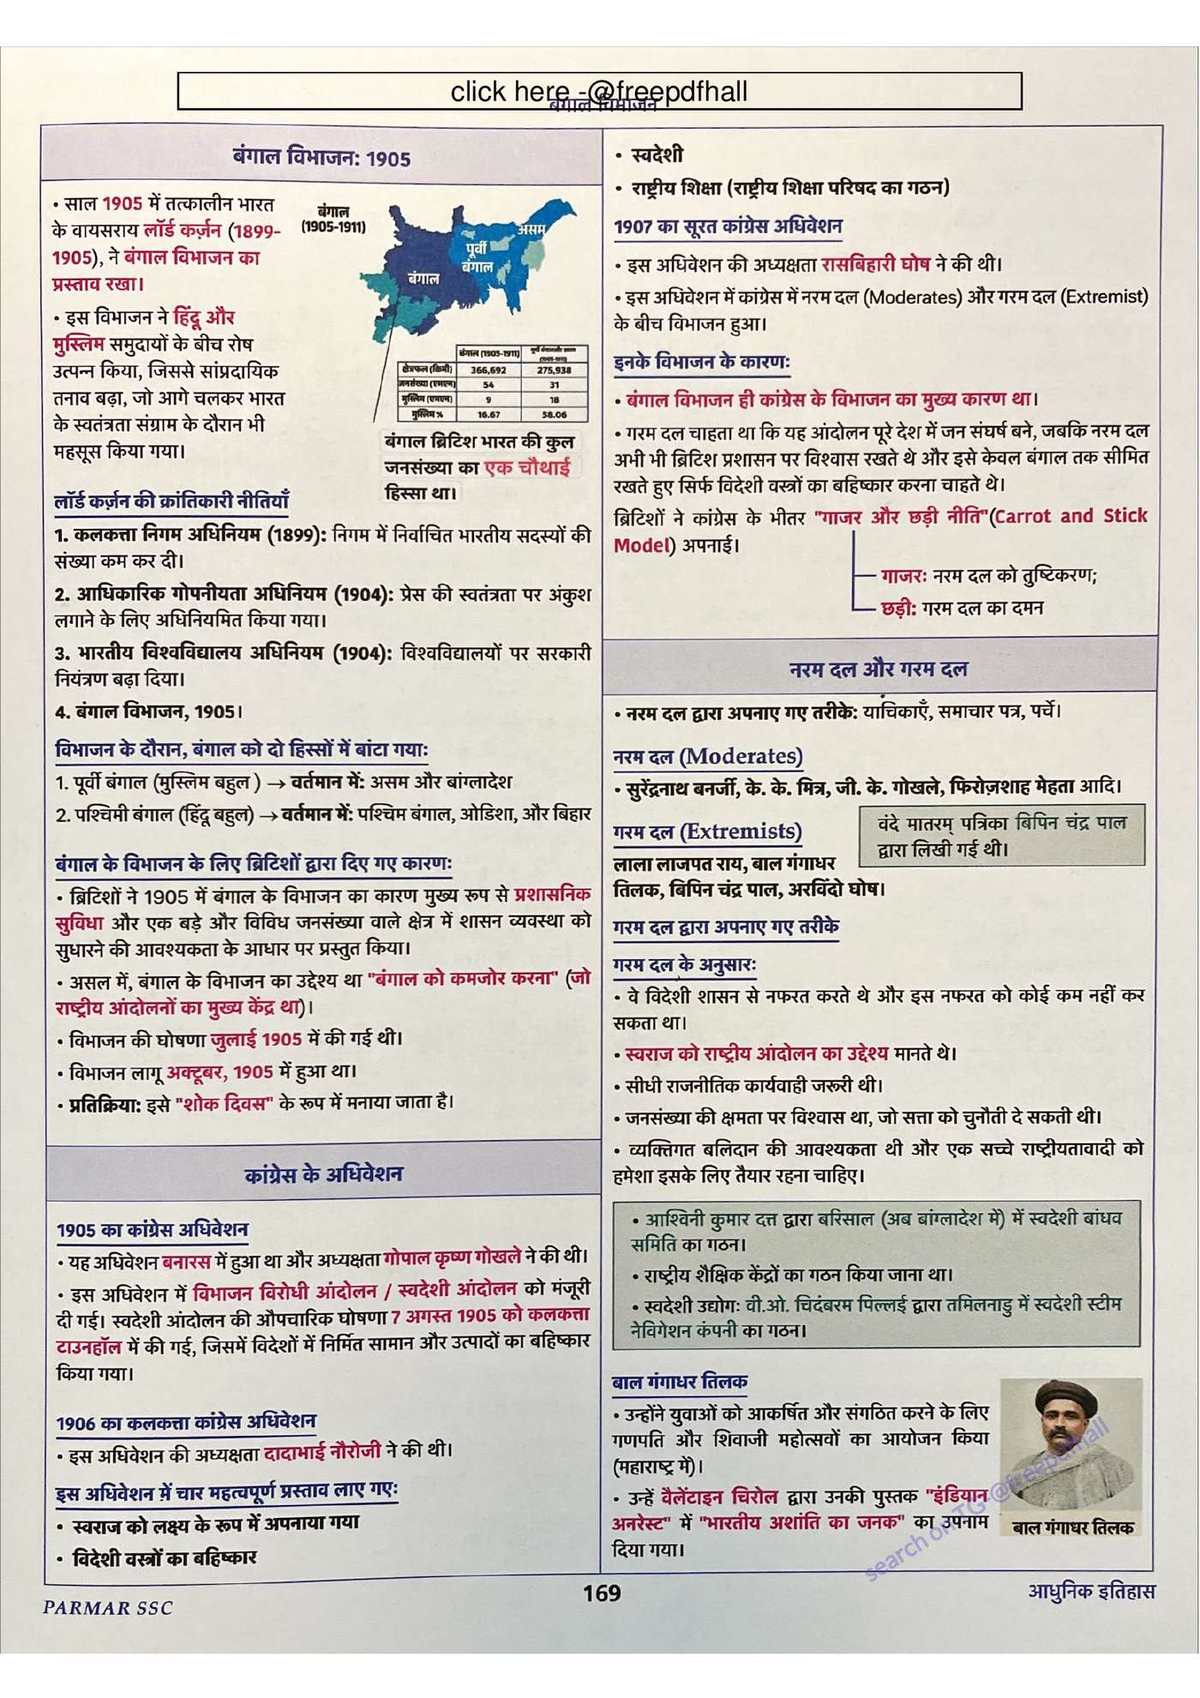 click here -@freepdfhall
बंगाल विभाजन
बंगाल विभाजन: 1905
• साल 1905 में तत्कालीन भारत
के वायसराय लॉर्ड कर्ज़न (1899-
1905), ने बंगाल विभाजन का
प्रस्ताव रखा।
• इस विभाजन ने हिंदू और
मुस्लिम समुदायों के बीच रोष
उत्पन्न किया, जिससे सांप्रदायिक
तनाव बढ़ा, जो आगे चलकर भारत
के स्वतंत्रता संग्राम के दौरान भी
महसूस किया गया।
बंगाल
(1905-1911)
असम
पूर्वी
बंगाल
बंगाल
बंगाल (1905-1911)
क्षेत्रफल (किमी) 366,692 275,938
जनसंख्या (एमएन) 54 31
मुस्लिम (एमएन) 9 18
मुस्लिम % 16.67 58.06
बंगाल ब्रिटिश भारत की कुल
जनसंख्या का एक चौथाई
हिस्सा था।
लॉर्ड कर्ज़न की क्रांतिकारी नीतियाँ
1. कलकत्ता निगम अधिनियम (1899): निगम में निर्वाचित भारतीय सदस्यों की
संख्या कम कर दी।
2. आधिकारिक गोपनीयता अधिनियम (1904): प्रेस की स्वतंत्रता पर अंकुश
लगाने के लिए अधिनियमित किया गया।
3. भारतीय विश्वविद्यालय अधिनियम (1904): विश्वविद्यालयों पर सरकारी
नियंत्रण बढ़ा दिया।
4. बंगाल विभाजन, 1905।
विभाजन के दौरान, बंगाल को दो हिस्सों में बांटा गया:
1. पूर्वी बंगाल (मुस्लिम बहुल ) → वर्तमान में: असम और बांग्लादेश
2. पश्चिमी बंगाल (हिंदू बहुल) → वर्तमान में: पश्चिम बंगाल, ओडिशा, और बिहार
बंगाल के विभाजन के लिए ब्रिटिशों द्वारा दिए गए कारण:
• ब्रिटिशों ने 1905 में बंगाल के विभाजन का कारण मुख्य रूप से प्रशासनिक
सुविधा और एक बड़े और विविध जनसंख्या वाले क्षेत्र में शासन व्यवस्था को
सुधारने की आवश्यकता के आधार पर प्रस्तुत किया।
• असल में, बंगाल के विभाजन का उद्देश्य था "बंगाल को कमजोर करना" (जो
राष्ट्रीय आंदोलनों का मुख्य केंद्र था)।
• विभाजन की घोषणा जुलाई 1905 में की गई थी।
• विभाजन लागू अक्टूबर, 1905 में हुआ था।
• प्रतिक्रिया: इसे "शोक दिवस" के रूप में मनाया जाता है।
कांग्रेस के अधिवेशन
1905 का कांग्रेस अधिवेशन
• यह अधिवेशन बनारस में हुआ था और अध्यक्षता गोपाल कृष्ण गोखले ने की थी।
• इस अधिवेशन में विभाजन विरोधी आंदोलन / स्वदेशी आंदोलन को मंजूरी
दी गई। स्वदेशी आंदोलन की औपचारिक घोषणा 7 अगस्त 1905 को कलकत्ता
टाउनहॉल में की गई, जिसमें विदेशों में निर्मित सामान और उत्पादों का बहिष्कार
किया गया।
1906 का कलकत्ता कांग्रेस अधिवेशन
• इस अधिवेशन की अध्यक्षता दादाभाई नौरोजी ने की थी।
इस अधिवेशन में चार महत्वपूर्ण प्रस्ताव लाए गए:
• स्वराज को लक्ष्य के रूप में अपनाया गया
• विदेशी वस्त्रों का बहिष्कार
• स्वदेशी
• राष्ट्रीय शिक्षा (राष्ट्रीय शिक्षा परिषद का गठन)
1907 का सूरत कांग्रेस अधिवेशन
• इस अधिवेशन की अध्यक्षता रासबिहारी घोष ने की थी।
• इस अधिवेशन में कांग्रेस में नरम दल (Moderates) और गरम दल (Extremist)
के बीच विभाजन हुआ।
इनके विभाजन के कारण:
• बंगाल विभाजन ही कांग्रेस के विभाजन का मुख्य कारण था।
• गरम दल चाहता था कि यह आंदोलन पूरे देश में जन संघर्ष बने, जबकि नरम दल
अभी भी ब्रिटिश प्रशासन पर विश्वास रखते थे और इसे केवल बंगाल तक सीमित
रखते हुए सिर्फ विदेशी वस्त्रों का बहिष्कार करना चाहते थे।
ब्रिटिशों ने कांग्रेस के भीतर "गाजर और छड़ी नीति"(Carrot and Stick
Model) अपनाई।
गाजर: नरम दल को तुष्टिकरण;
छड़ी: गरम दल का दमन
नरम दल और गरम दल
• नरम दल द्वारा अपनाए गए तरीके: याचिकाएँ, समाचार पत्र, पर्चे।
नरम दल (Moderates)
• सुरेंद्रनाथ बनर्जी, के. के. मित्र, जी. के. गोखले, फिरोज़शाह मेहता आदि।
गरम दल (Extremists)
लाला लाजपत राय, बाल गंगाधर
तिलक, बिपिन चंद्र पाल, अरविंदो घोष।
वंदे मातरम् पत्रिका बिपिन चंद्र पाल
द्वारा लिखी गई थी।
गरम दल द्वारा अपनाए गए तरीके
गरम दल के अनुसार:
• वे विदेशी शासन से नफरत करते थे और इस नफरत को कोई कम नहीं कर
सकता था।
• स्वराज को राष्ट्रीय आंदोलन का उद्देश्य मानते थे।
• सीधी राजनीतिक कार्यवाही जरूरी थी।
• जनसंख्या की क्षमता पर विश्वास था, जो सत्ता को चुनौती दे सकती थी।
• व्यक्तिगत बलिदान की आवश्यकता थी और एक सच्चे राष्ट्रीयतावादी को
हमेशा इसके लिए तैयार रहना चाहिए।
• आश्विनी कुमार दत्त द्वारा बरिसाल (अब बांग्लादेश में) में स्वदेशी बांधव
समिति का गठन।
• राष्ट्रीय शैक्षिक केंद्रों का गठन किया जाना था।
• स्वदेशी उद्योग: वी.ओ. चिदंबरम पिल्लई द्वारा तमिलनाडु में स्वदेशी स्टीम
नेविगेशन कंपनी का गठन।
बाल गंगाधर तिलक
• उन्होंने युवाओं को आकर्षित और संगठित करने के लिए
गणपति और शिवाजी महोत्सवों का आयोजन किया
(महाराष्ट्र में)।
• उन्हें वैलेंटाइन चिरोल द्वारा उनकी पुस्तक "इंडियान
अनरेस्ट" में "भारतीय अशांति का जनक" का उपनाम
दिया गया।
बाल गंगाधर तिलक
search on TG-@freepdfhall
PARMAR SSC
169
आधुनिक इतिहास